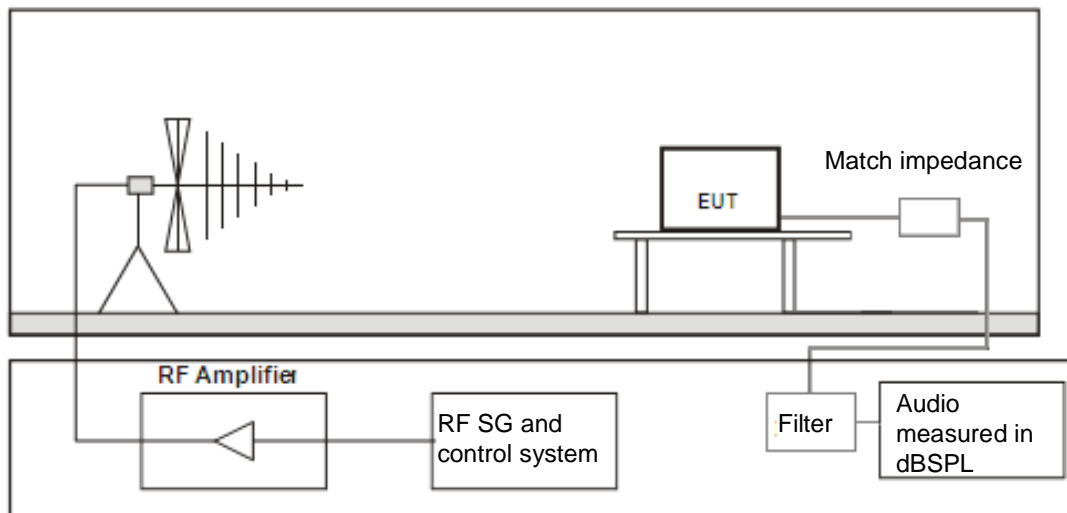 Match impedance
EUT
RF Amplifier
RF SG and
control system
Filter
Audio
measured in
dBSPL